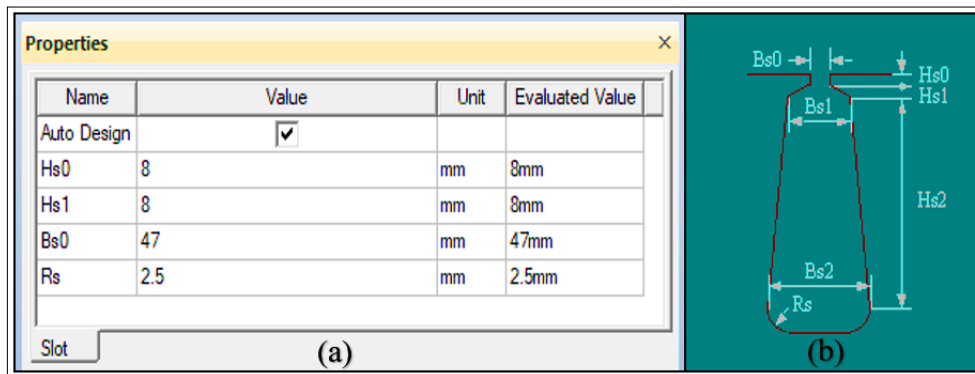 Properties ×
Name Value Unit Evaluated Value
Auto Design
Hs0 8 mm 8mm
Hs1 8 mm 8mm
Bs0 47 mm 47mm
Rs 2.5 mm 2.5mm
Slot
(a)
Bs0
Hs0
Hs1
Bs1
Hs2
Bs2
Rs
(b)